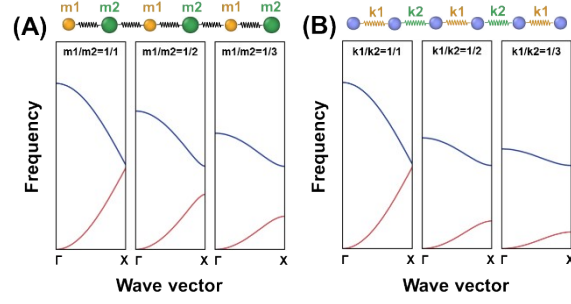 (A)
m1 m2 m1 m2 m1 m2
m1/m2=1/1 m1/m2=1/2 m1/m2=1/3
Frequency
Γ X Γ X Γ X
Wave vector
(B)
k1 k2 k1 k2 k1
k1/k2=1/1 k1/k2=1/2 k1/k2=1/3
Frequency
Γ X Γ X Γ X
Wave vector